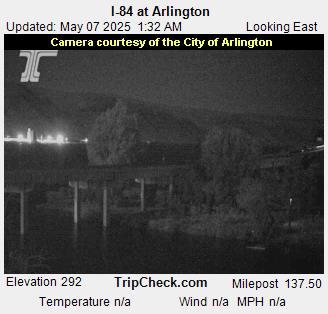 I-84 at Arlington
Updated: May 07 2025 1:32 AM Looking East
Camera courtesy of the City of Arlington
Elevation 292 TripCheck.com Milepost 137.50
Temperature n/a Wind n/a MPH n/a